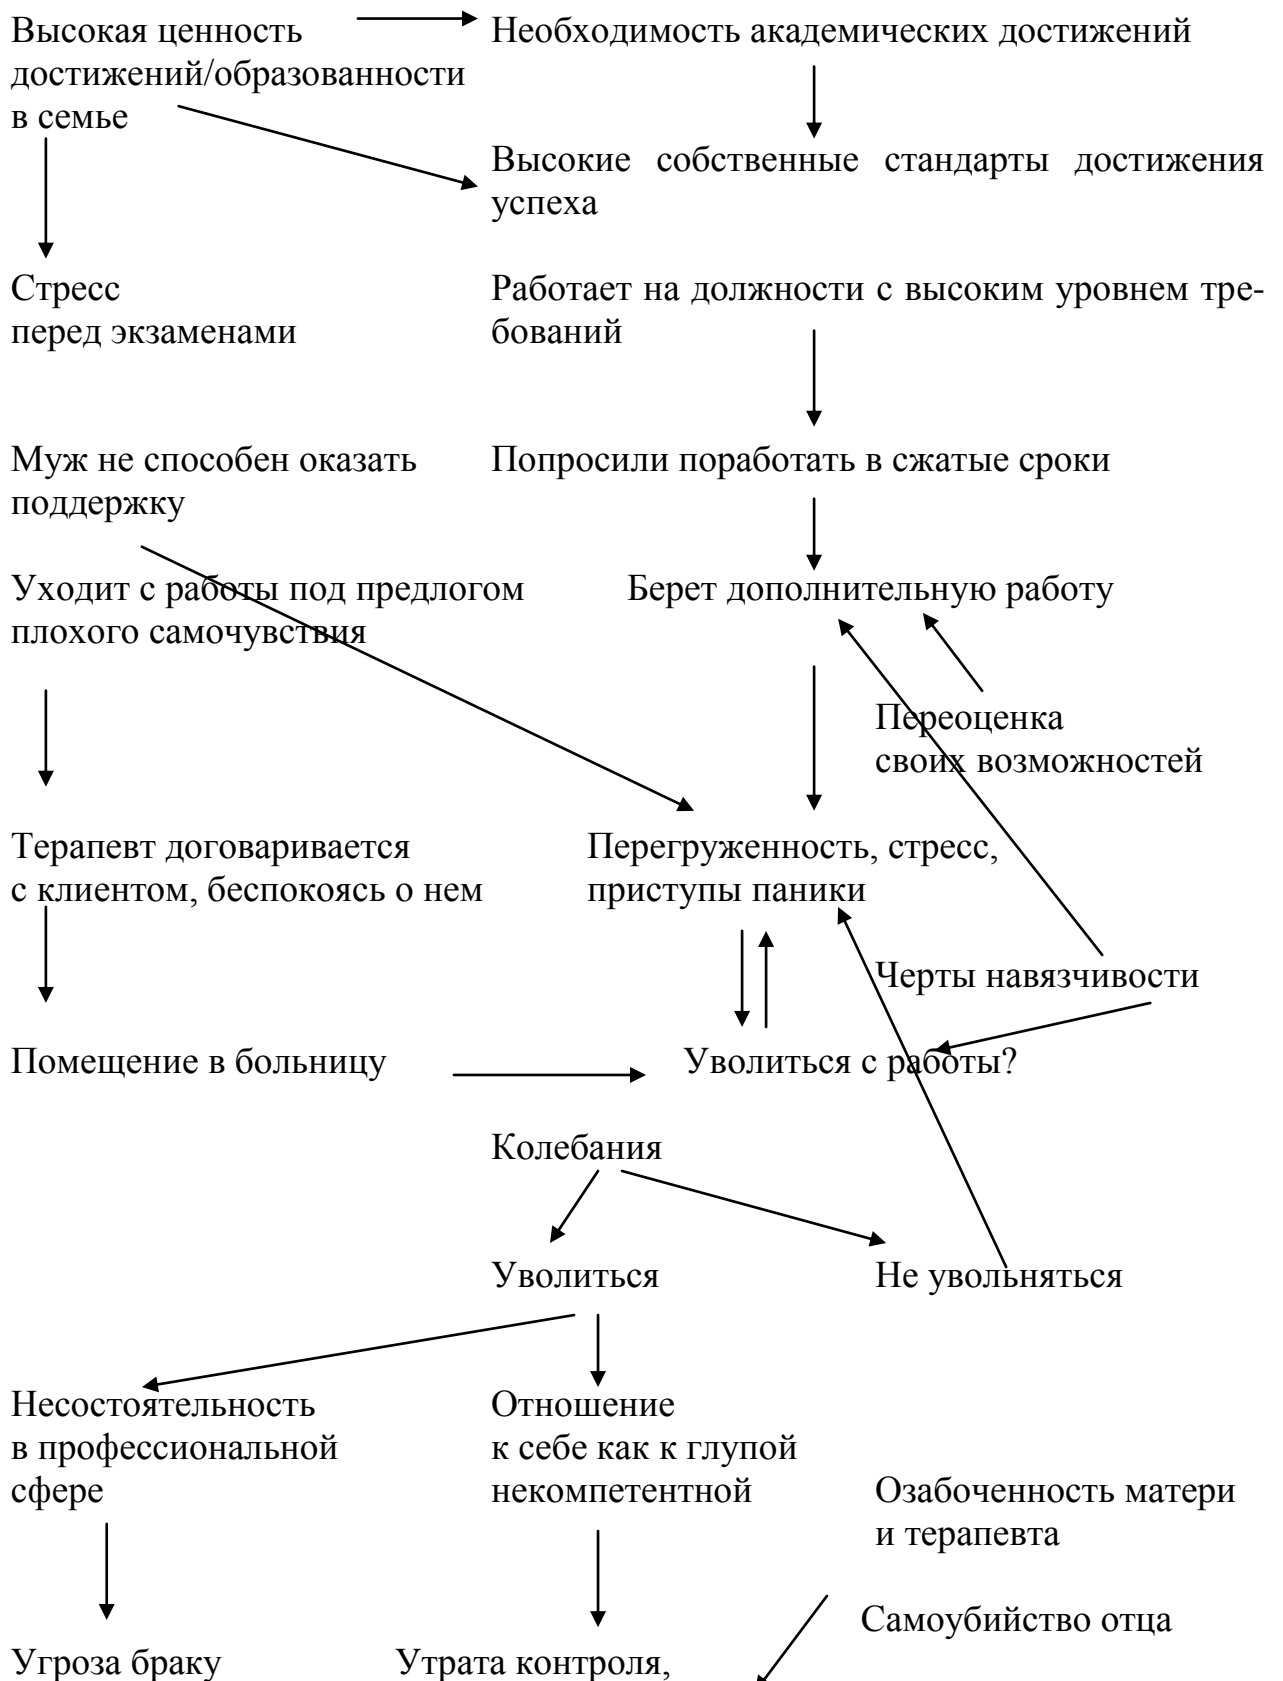 Высокая ценность
достижений/образованности
в семье
Необходимость академических достижений
Высокие собственные стандарты достижения
успеха
Стресс
перед экзаменами
Работает на должности с высоким уровнем тре-
бований
Муж не способен оказать
поддержку
Попросили поработать в сжатые сроки
Уходит с работы под предлогом
плохого самочувствия
Берет дополнительную работу
Переоценка
своих возможностей
Терапевт договаривается
с клиентом, беспокоясь о нем
Перегруженность, стресс,
приступы паники
Черты навязчивости
Помещение в больницу
Уволиться с работы?
Колебания
Уволиться
Не увольняться
Несостоятельность
в профессиональной
сфере
Отношение
к себе как к глупой
некомпетентной
Озабоченность матери
и терапевта
Самоубийство отца
Угроза браку
Утрата контроля,